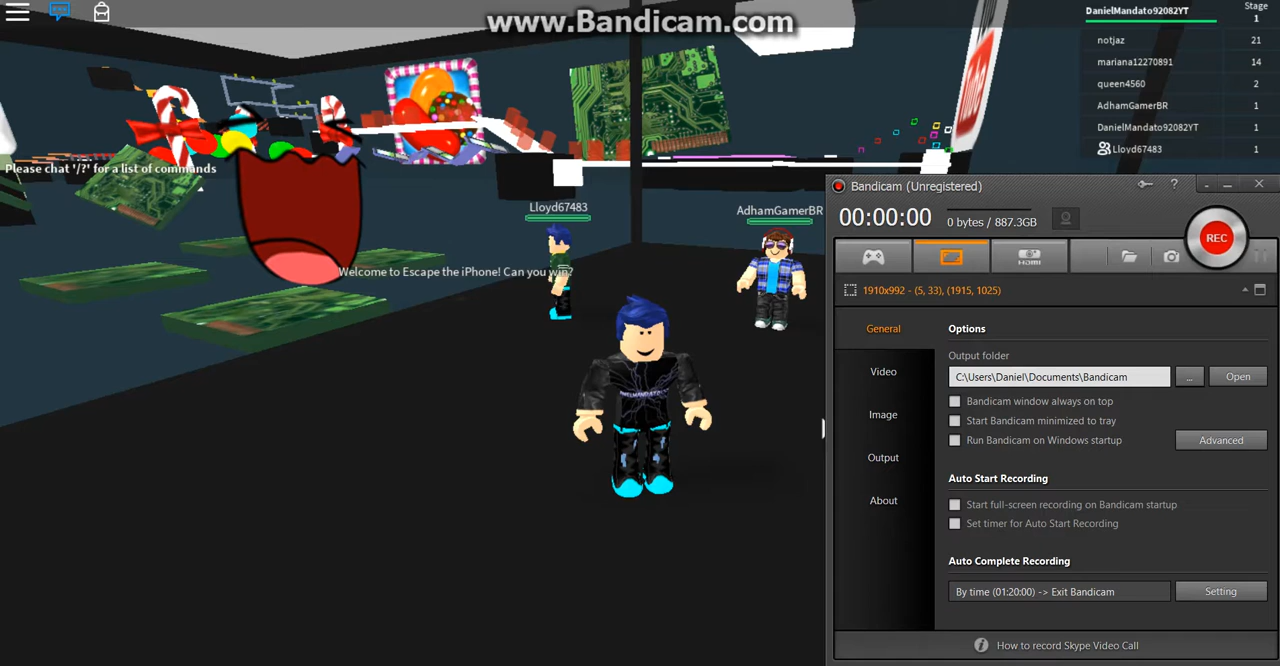 www.Bandicam.com
DanielMandato92082YT
Stage
1
notjaz 21
mariana12270891 14
queen4560 2
AdhamGamerBR 1
DanielMandato92082YT 1
Lloyd67483 1
Please chat '/?' for a list of commands
Lloyd67483
AdhamGamerBR
Welcome to Escape the iPhone! Can you win?
Bandicam (Unregistered)
?
00:00:00
0 bytes / 887.3GB
REC
HDMI
1910x992 - (5, 33), (1915, 1025)
General
Video
Image
Output
About
Options
Output folder
C:\Users\Daniel\Documents\Bandicam
...
Open
Bandicam window always on top
Start Bandicam minimized to tray
Run Bandicam on Windows startup
Advanced
Auto Start Recording
Start full-screen recording on Bandicam startup
Set timer for Auto Start Recording
Auto Complete Recording
By time (01:20:00) -> Exit Bandicam
Setting
How to record Skype Video Call